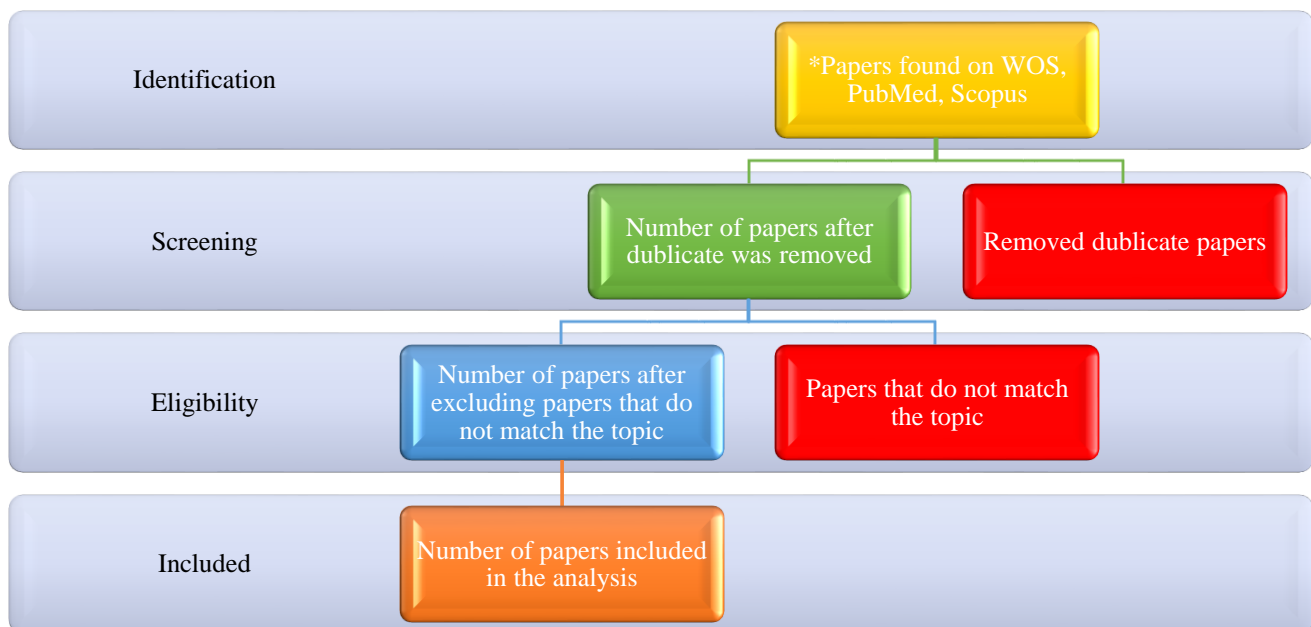 Identification
*Papers found on WOS,
PubMed, Scopus
Screening
Number of papers after
dublicate was removed
Removed dublicate papers
Eligibility
Number of papers after
excluding papers that do
not match the topic
Papers that do not match
the topic
Included
Number of papers included
in the analysis